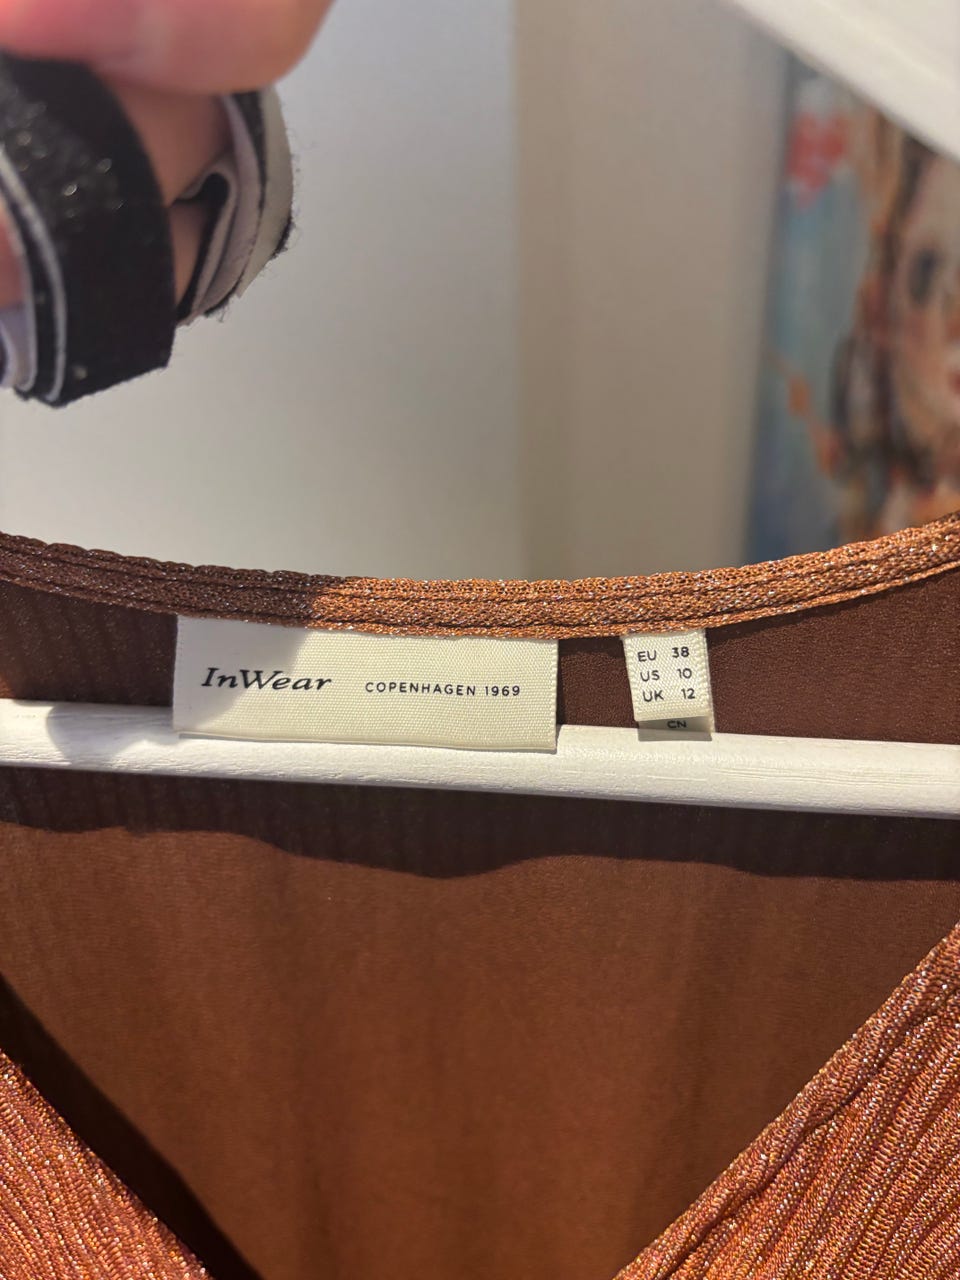 InWear COPENHAGEN 1969
EU 38
US 10
UK 12
CN